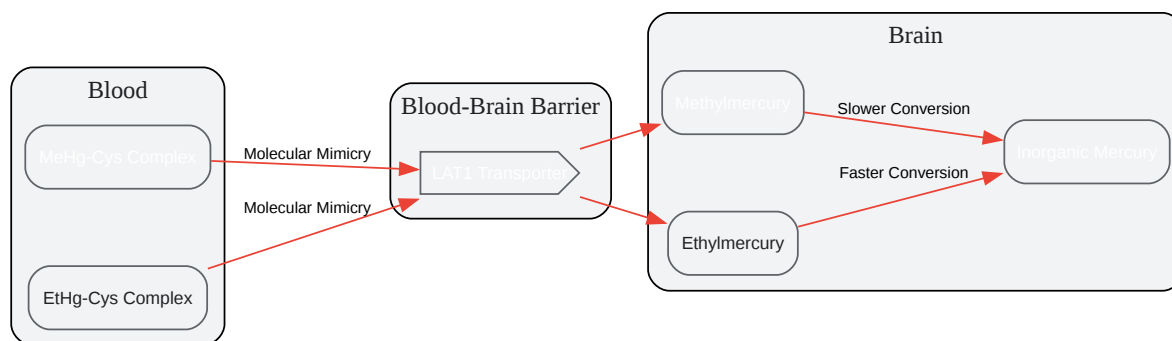 Blood
MeHg-Cys Complex
EtHg-Cys Complex
Molecular Mimicry
Molecular Mimicry
Blood-Brain Barrier
LAT1 Transporter
Brain
Methylmercury
Ethylmercury
Slower Conversion
Faster Conversion
Inorganic Mercury